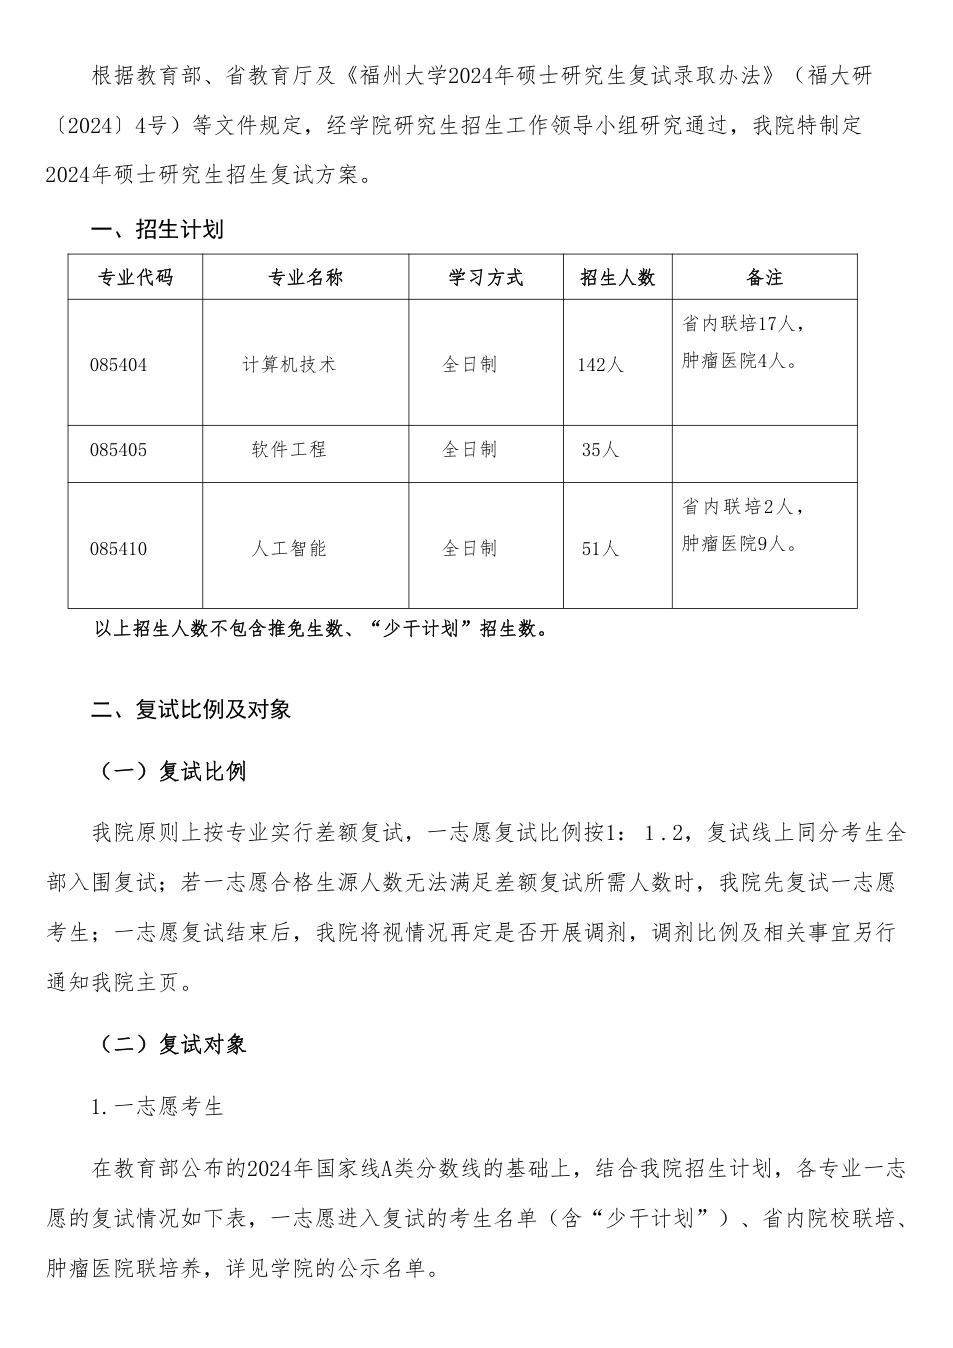 根据教育部、省教育厅及《福州大学2024年硕士研究生复试录取办法》（福大研
〔2024〕4号）等文件规定，经学院研究生招生工作领导小组研究通过，我院特制定
2024年硕士研究生招生复试方案。
一、招生计划
专业代码 专业名称 学习方式 招生人数 备注
085404 计算机技术 全日制 142人 省内联培17人，
肿瘤医院4人。
085405 软件工程 全日制 35人
085410 人工智能 全日制 51人 省内联培2人，
肿瘤医院9人。
以上招生人数不包含推免生数、“少干计划”招生数。
二、复试比例及对象
（一）复试比例
我院原则上按专业实行差额复试，一志愿复试比例按1：1.2，复试线上同分考生全
部入围复试；若一志愿合格生源人数无法满足差额复试所需人数时，我院先复试一志愿
考生；一志愿复试结束后，我院将视情况再定是否开展调剂，调剂比例及相关事宜另行
通知我院主页。
（二）复试对象
1.一志愿考生
在教育部公布的2024年国家线A类分数线的基础上，结合我院招生计划，各专业一志
愿的复试情况如下表，一志愿进入复试的考生名单（含“少干计划”）、省内院校联培、
肿瘤医院联培养，详见学院的公示名单。